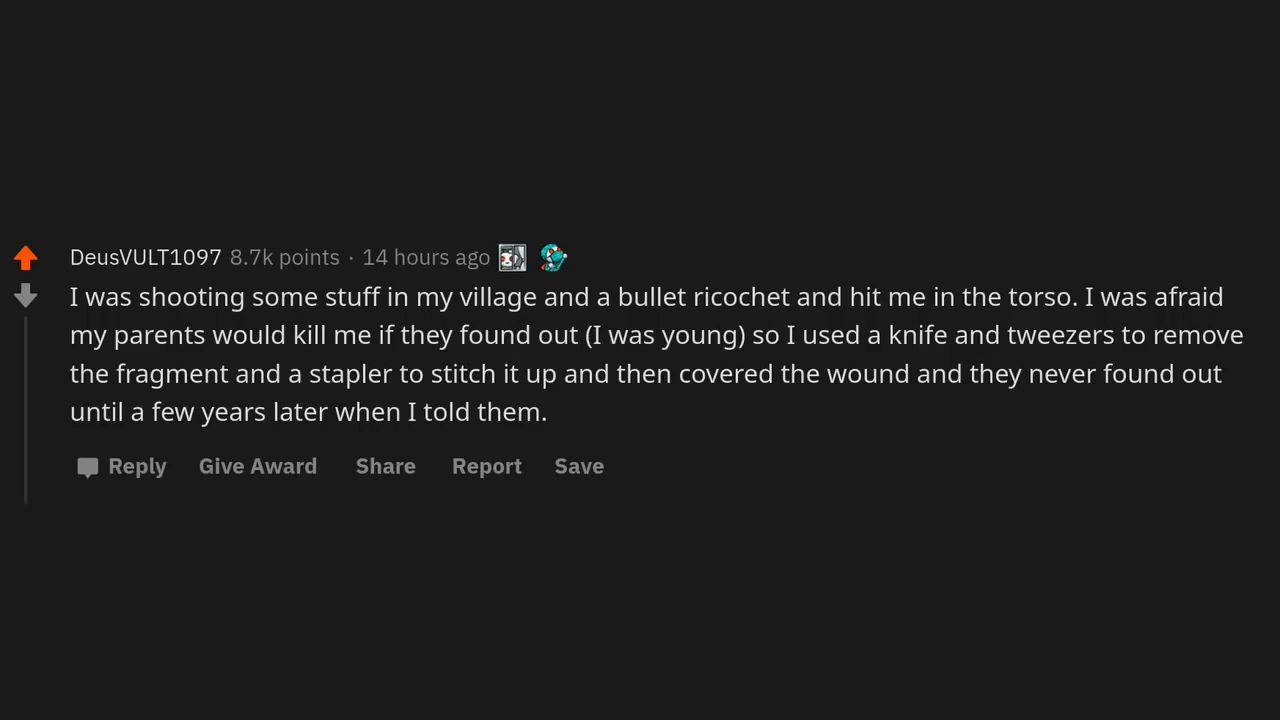 DeusVULT1097 8.7k points · 14 hours ago
I was shooting some stuff in my village and a bullet ricochet and hit me in the torso. I was afraid
my parents would kill me if they found out (I was young) so I used a knife and tweezers to remove
the fragment and a stapler to stitch it up and then covered the wound and they never found out
until a few years later when I told them.
Reply Give Award Share Report Save